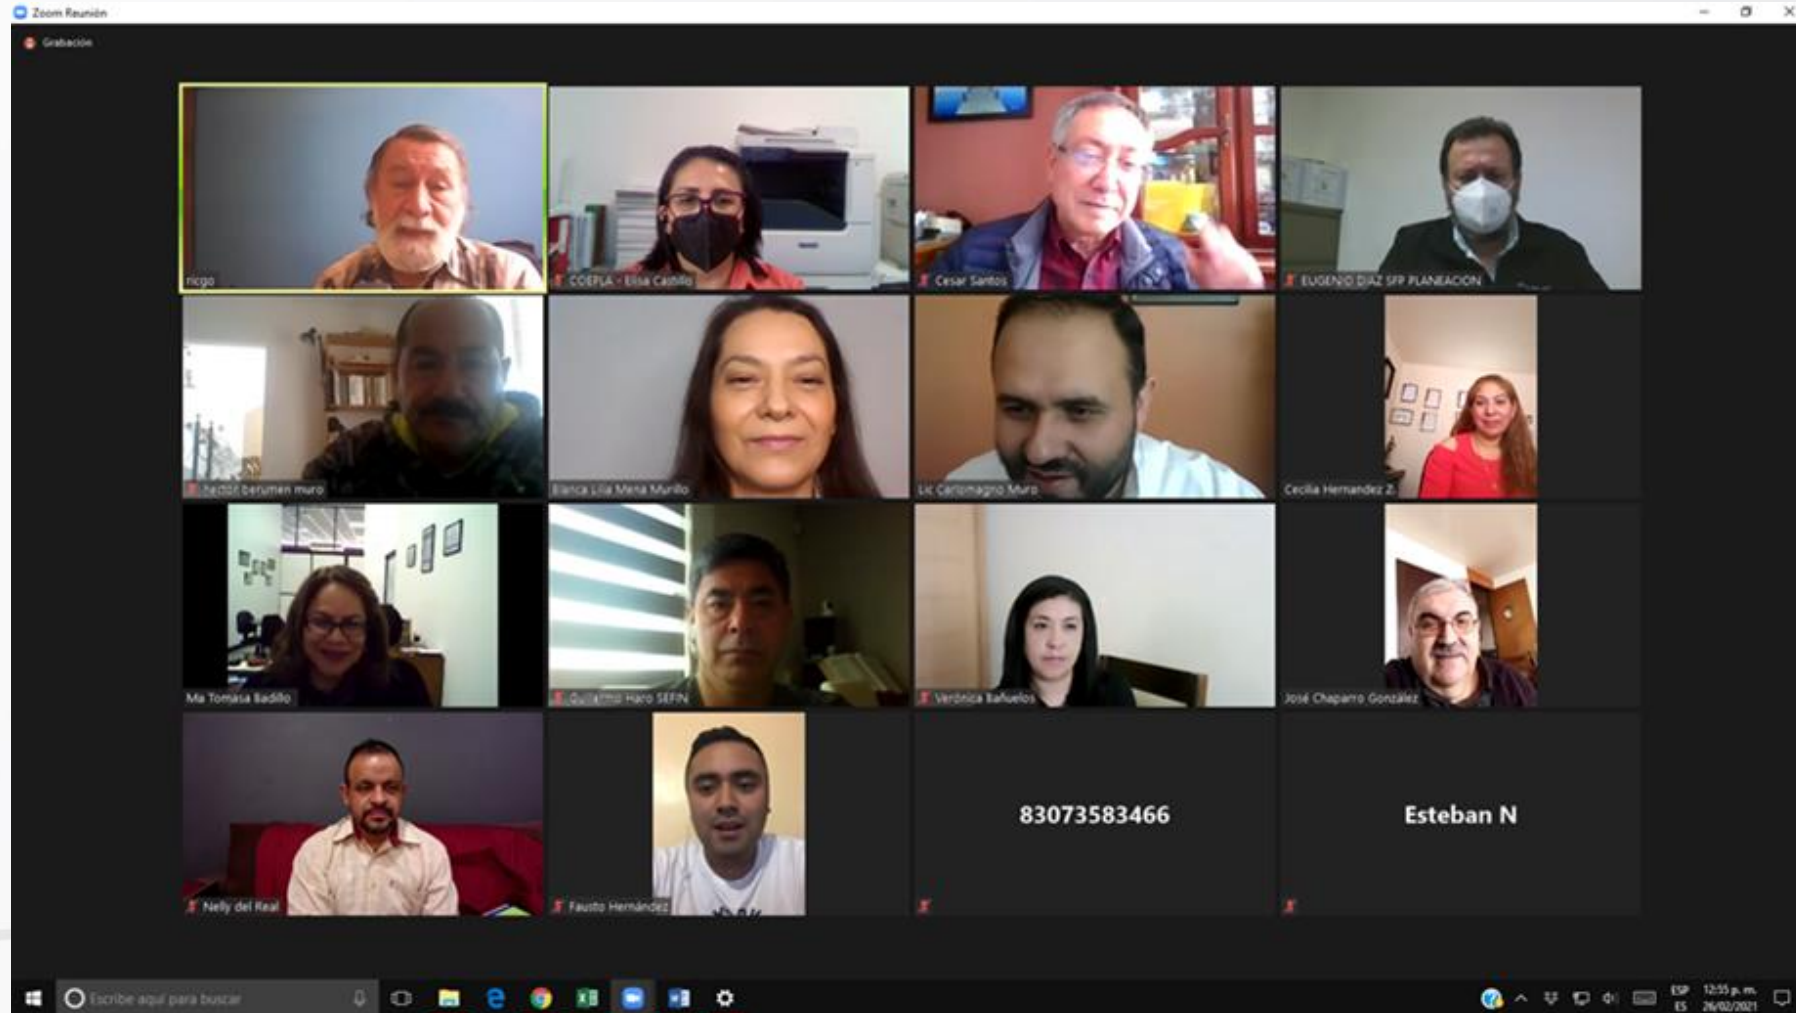 Zoom Reunión
Grabación
ricgo
COEPLA - Elisa Castillo
Cesar Santos
EUGENIO DIAZ SFP PLANEACION
hector berumen muro
Blanca Lilia Mena Murillo
Lic Carlomagno Muro
Cecilia Hernandez Z.
Ma Tomasa Badillo
Guillermo Haro SEFIN
Verónica Bañuelos
José Chaparro González
Nelly del Real
Fausto Hernández
83073583466
Esteban N
Escribe aquí para buscar
ESP
12:55 p. m.
ES
26/02/2021